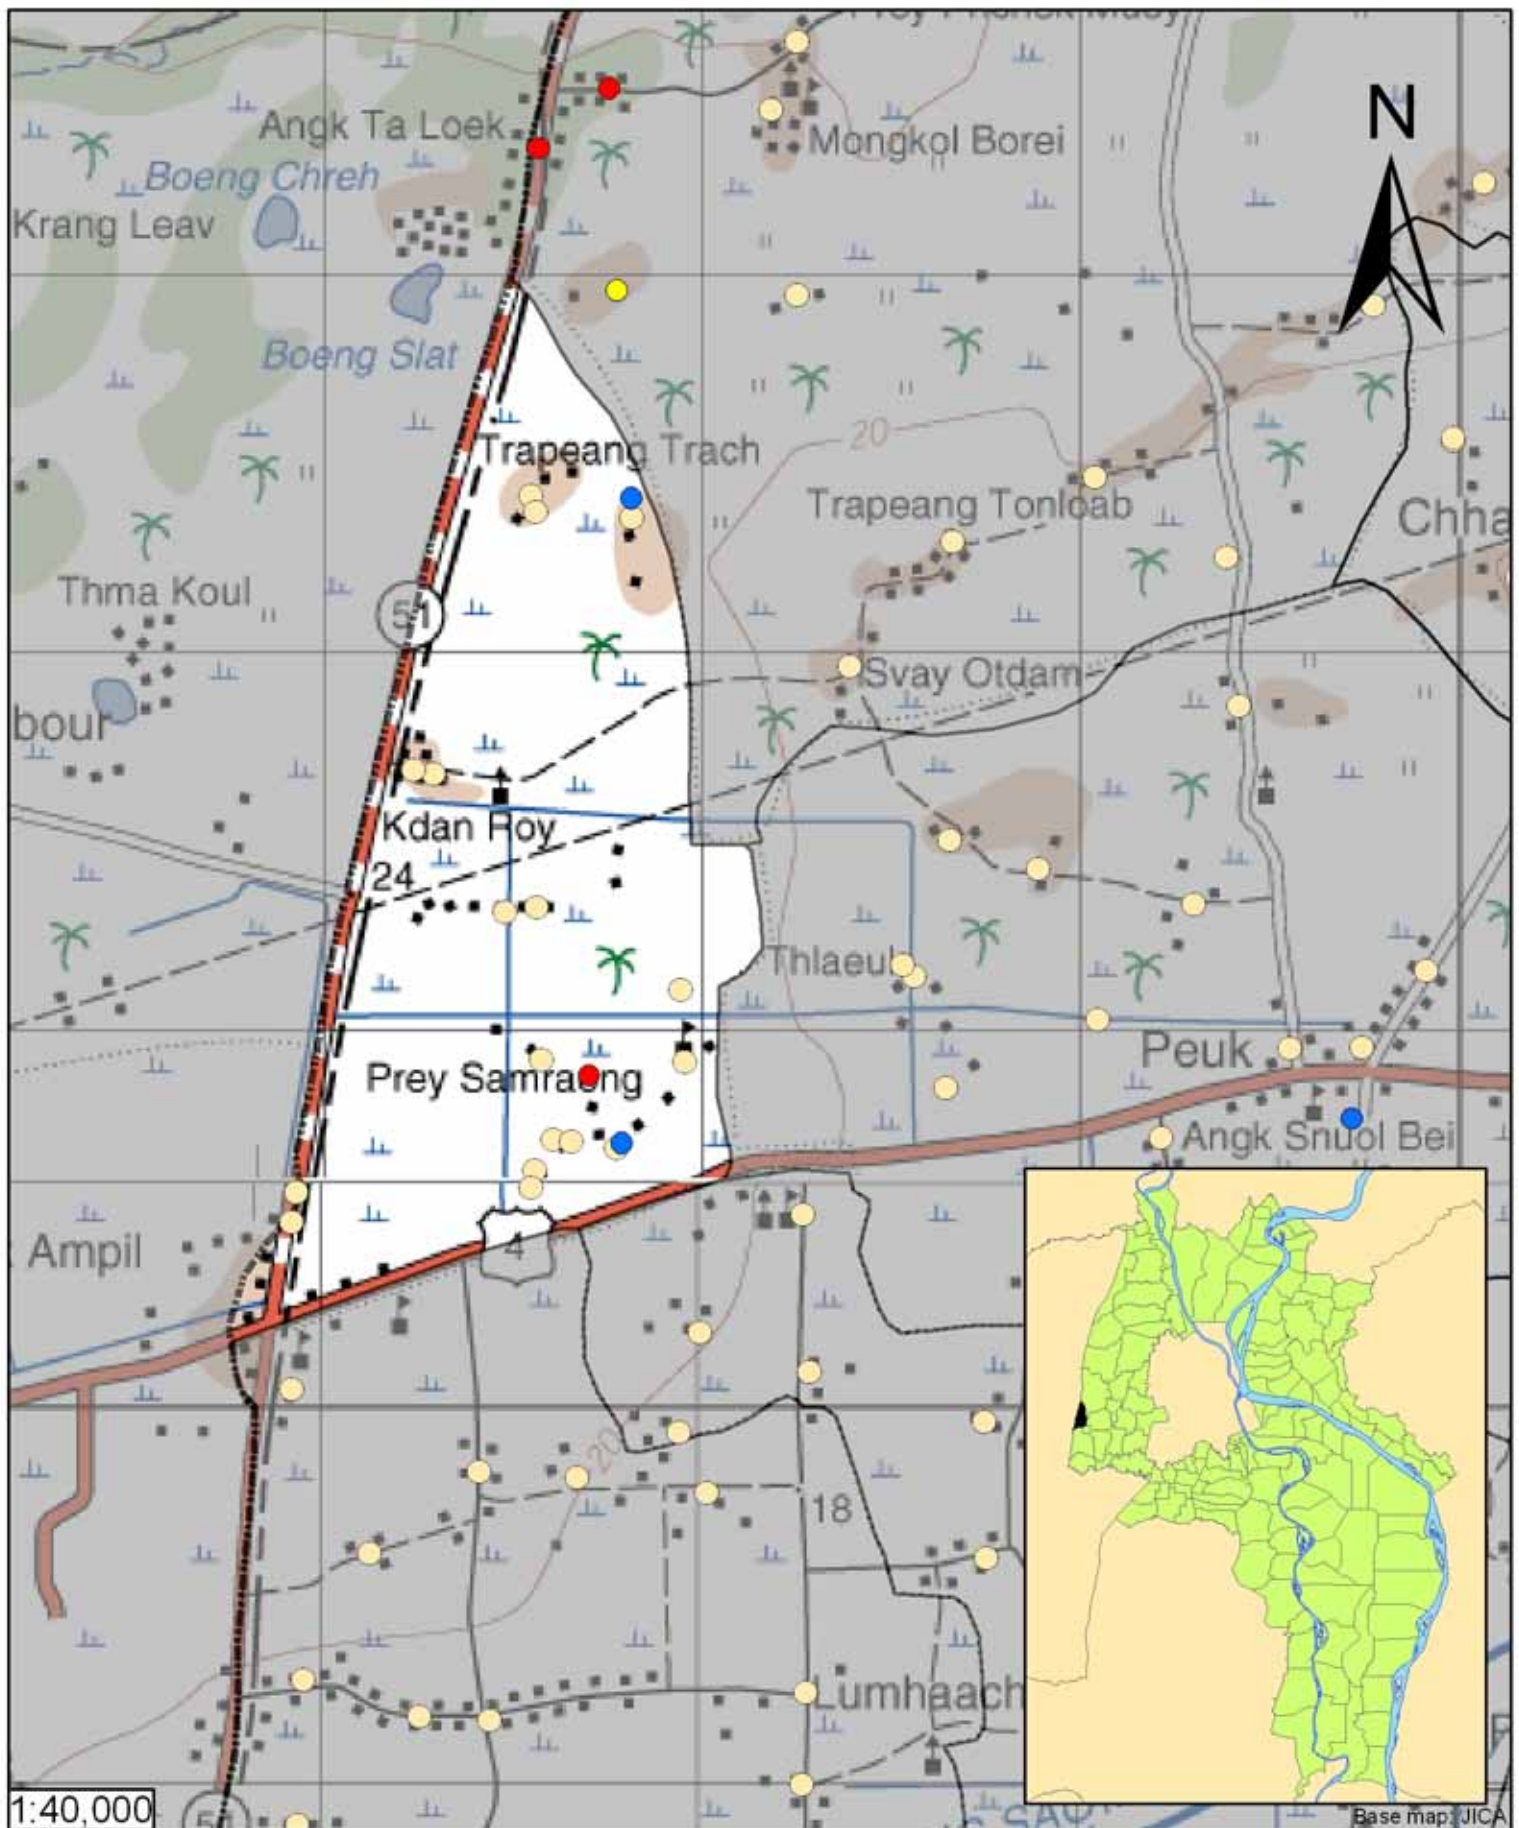 N
Angk Ta Loek
Mongkol Borei
Boeng Chreh
Krang Leav
Boeng Slat
20
Trapeang Trach
Trapeang Tonloab
Chha
Thma Koul
51
Svay Otdam
bour
Kdan Roy
24
Thlaeul
Peuk
Prey Samraong
Angk Snuol Bei
Ampil
4
20
18
Lumhaach
1:40,000
51
Base map: JICA